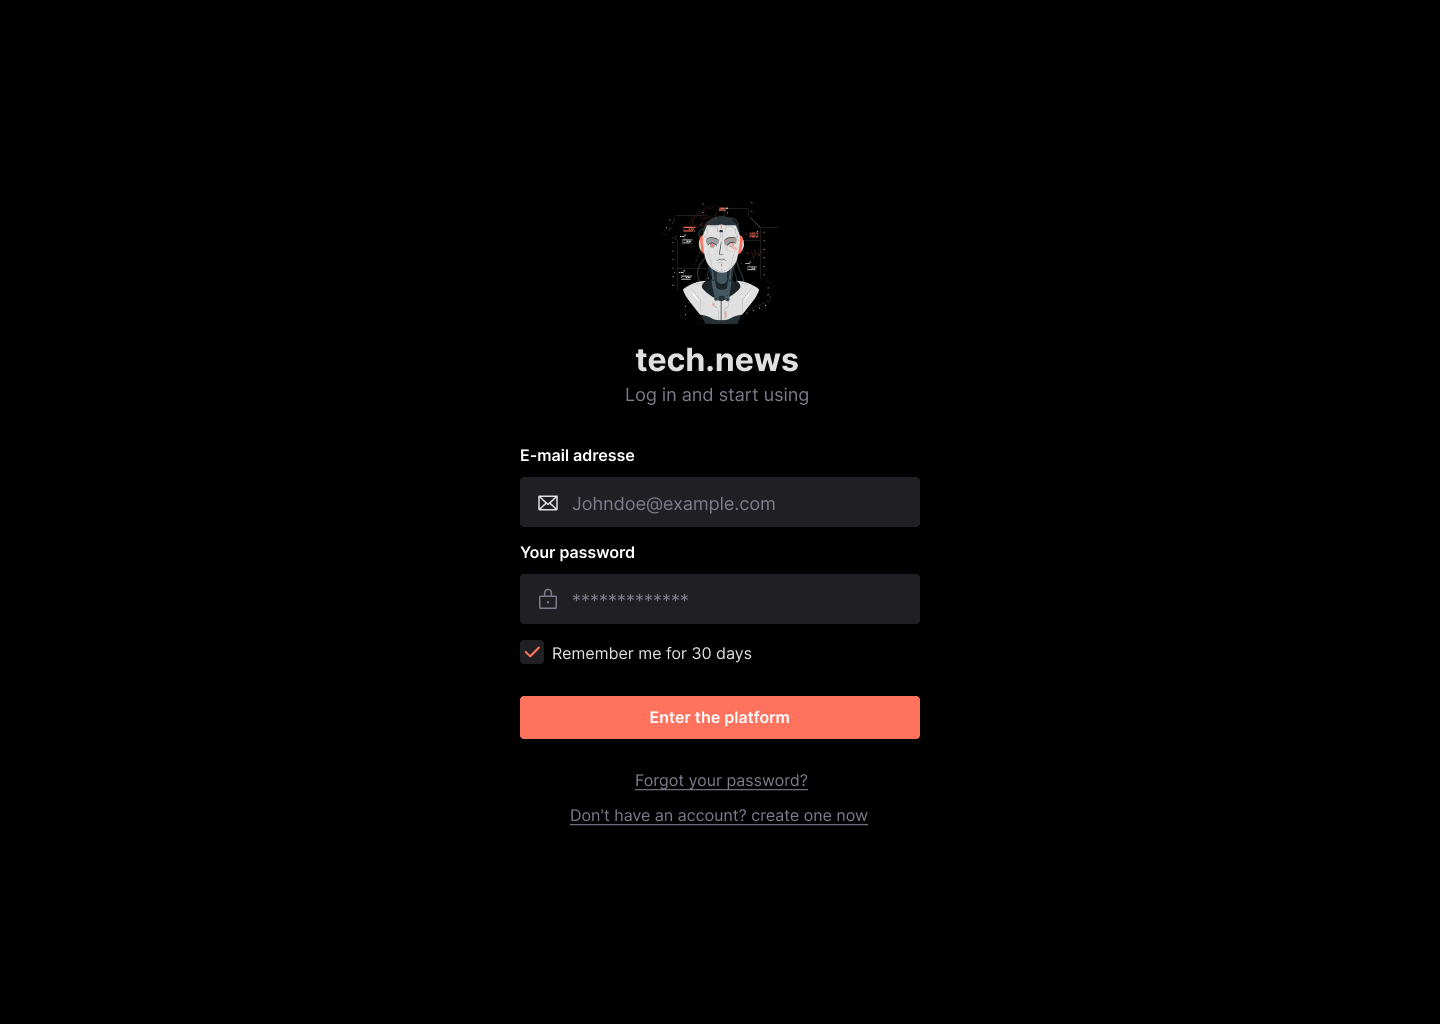 tech.news
Log in and start using
E-mail adresse
Johndoe@example.com
Your password
*************
Remember me for 30 days
Enter the platform
Forgot your password?
Don't have an account? create one now